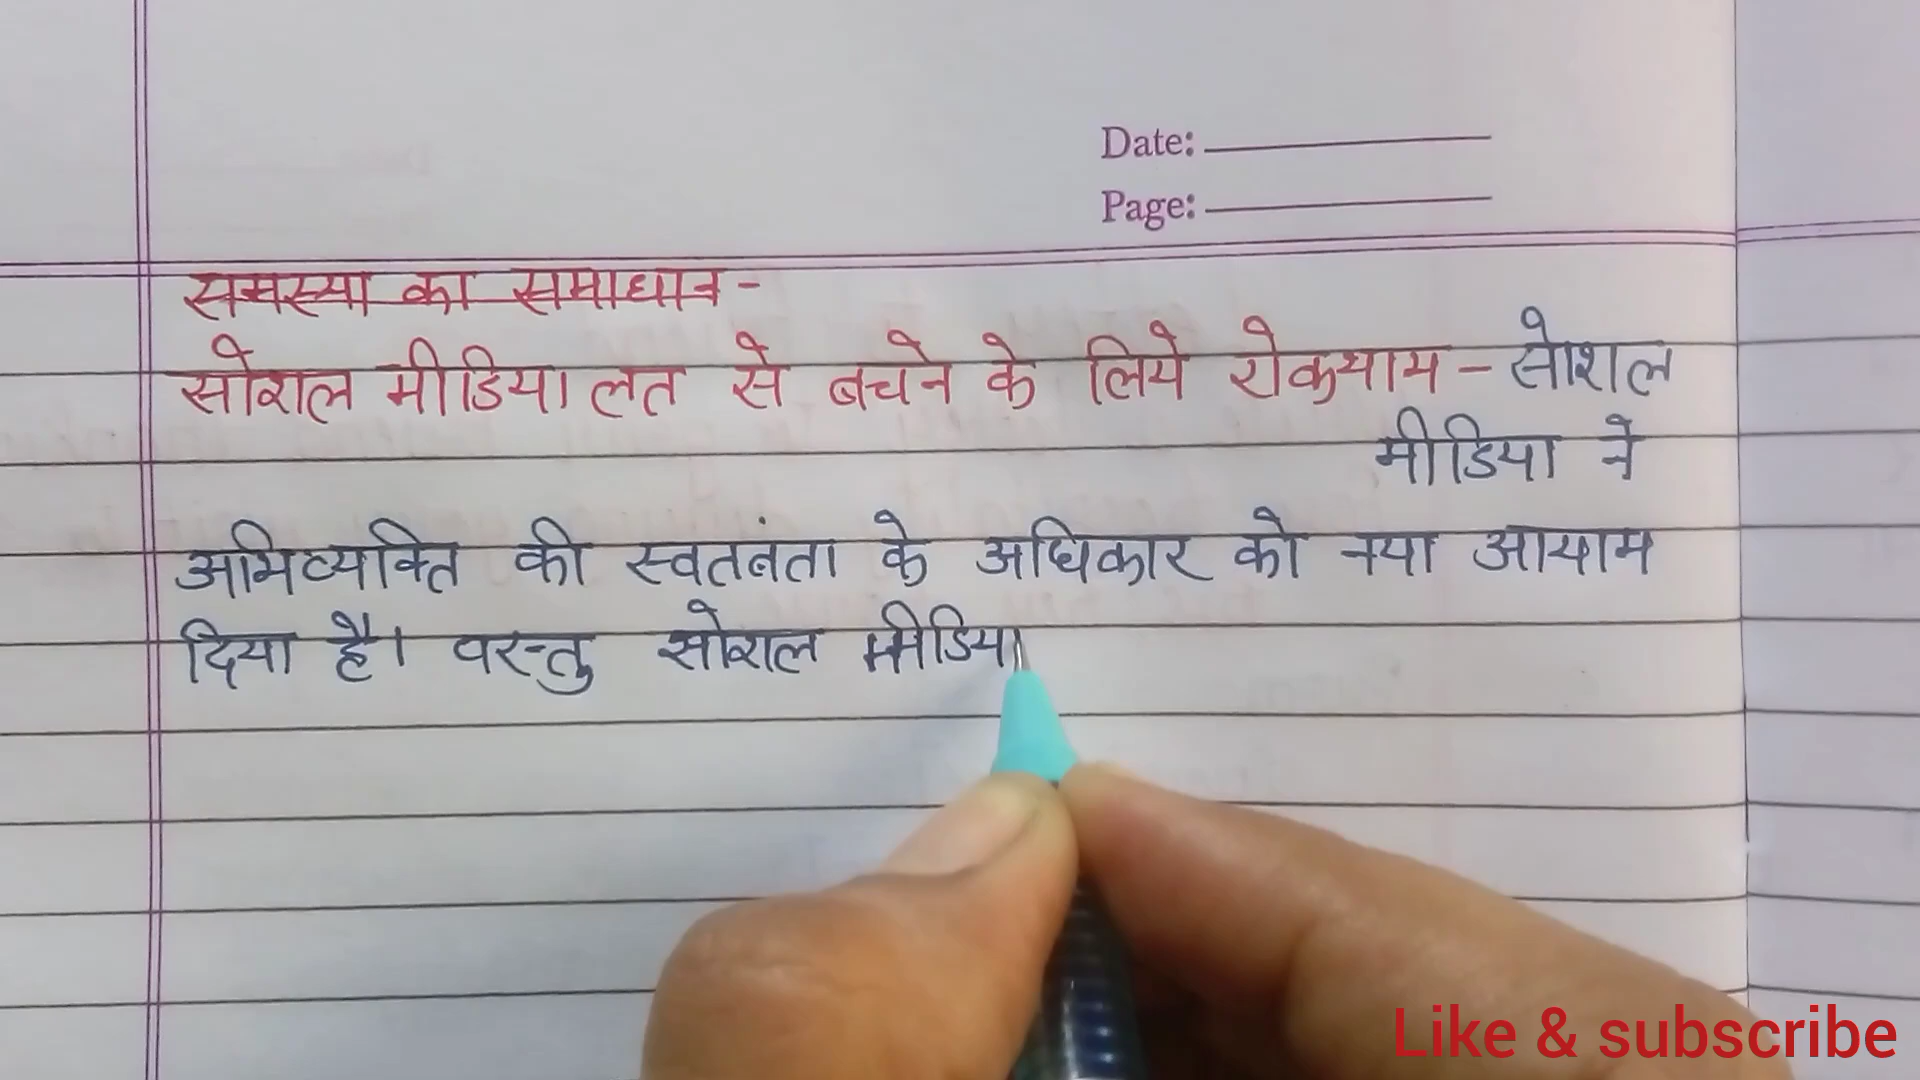 Date:
Page:
समस्या का समाधान -
सोशल मीडिया लत से बचने के लिये रोकथाम - सोशल
मीडिया ने
अभिव्यक्ति की स्वतंत्रता के अधिकार को नया आयाम
दिया है। परन्तु सोशल मीडिया
Like & subscribe